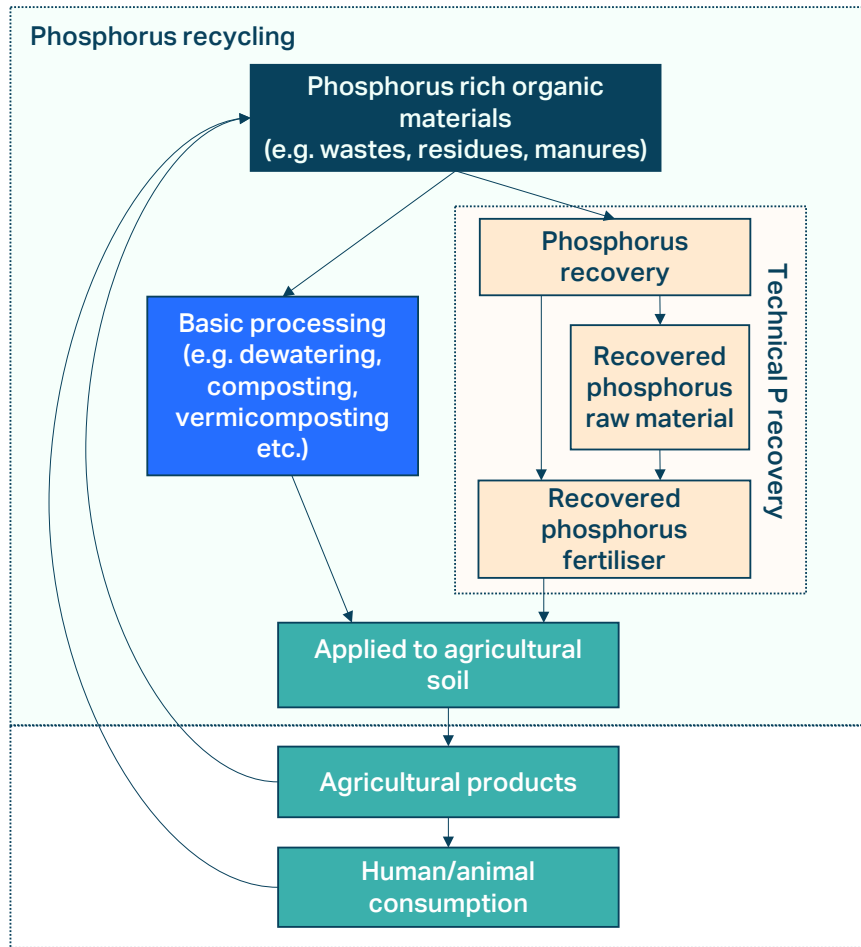 Phosphorus recycling
Phosphorus rich organic
materials
(e.g. wastes, residues, manures)
Phosphorus
recovery
Technical P recovery
Basic processing
(e.g. dewatering,
composting,
vermicomposting
etc.)
Recovered
phosphorus
raw material
Recovered
phosphorus
fertiliser
Applied to agricultural
soil
Agricultural products
Human/animal
consumption